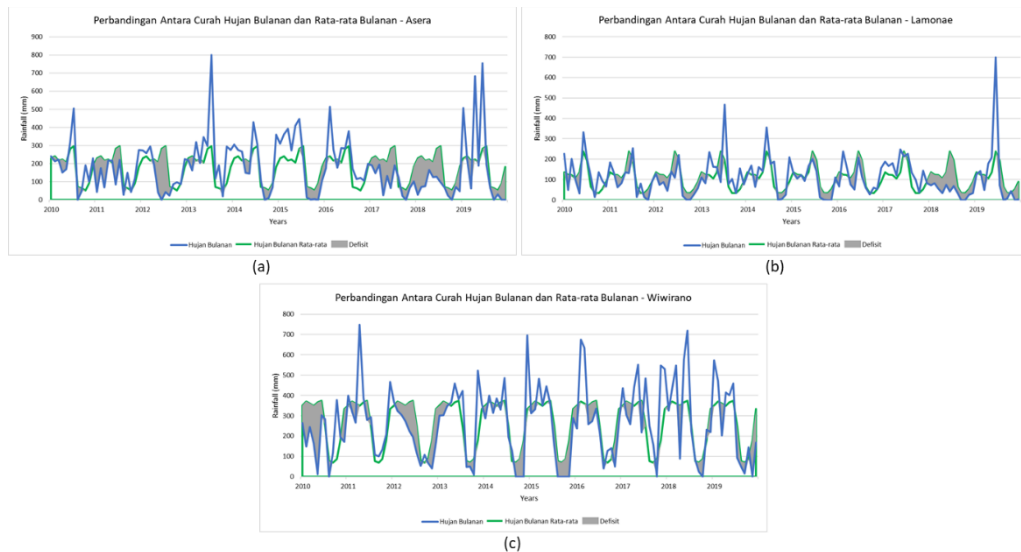 Perbandingan Antara Curah Hujan Bulanan dan Rata-rata Bulanan - Asera
900
800
700
600
500
400
300
200
100
0
Rainfall (mm)
2010 2011 2012 2013 2014 2015 2016 2017 2018 2019
Years
Hujan Bulanan Hujan Bulanan Rata-rata Defisit
(a)
Perbandingan Antara Curah Hujan Bulanan dan Rata-rata Bulanan - Lamonae
800
700
600
500
400
300
200
100
0
Rainfall (mm)
2010 2011 2012 2013 2014 2015 2016 2017 2018 2019
Years
Hujan Bulanan Hujan Bulanan Rata-rata Defisit
(b)
Perbandingan Antara Curah Hujan Bulanan dan Rata-rata Bulanan - Wiwirano
800
700
600
500
400
300
200
100
0
Rainfall (mm)
2010 2011 2012 2013 2014 2015 2016 2017 2018 2019
Years
Hujan Bulanan Hujan Bulanan Rata-rata Defisit
(c)